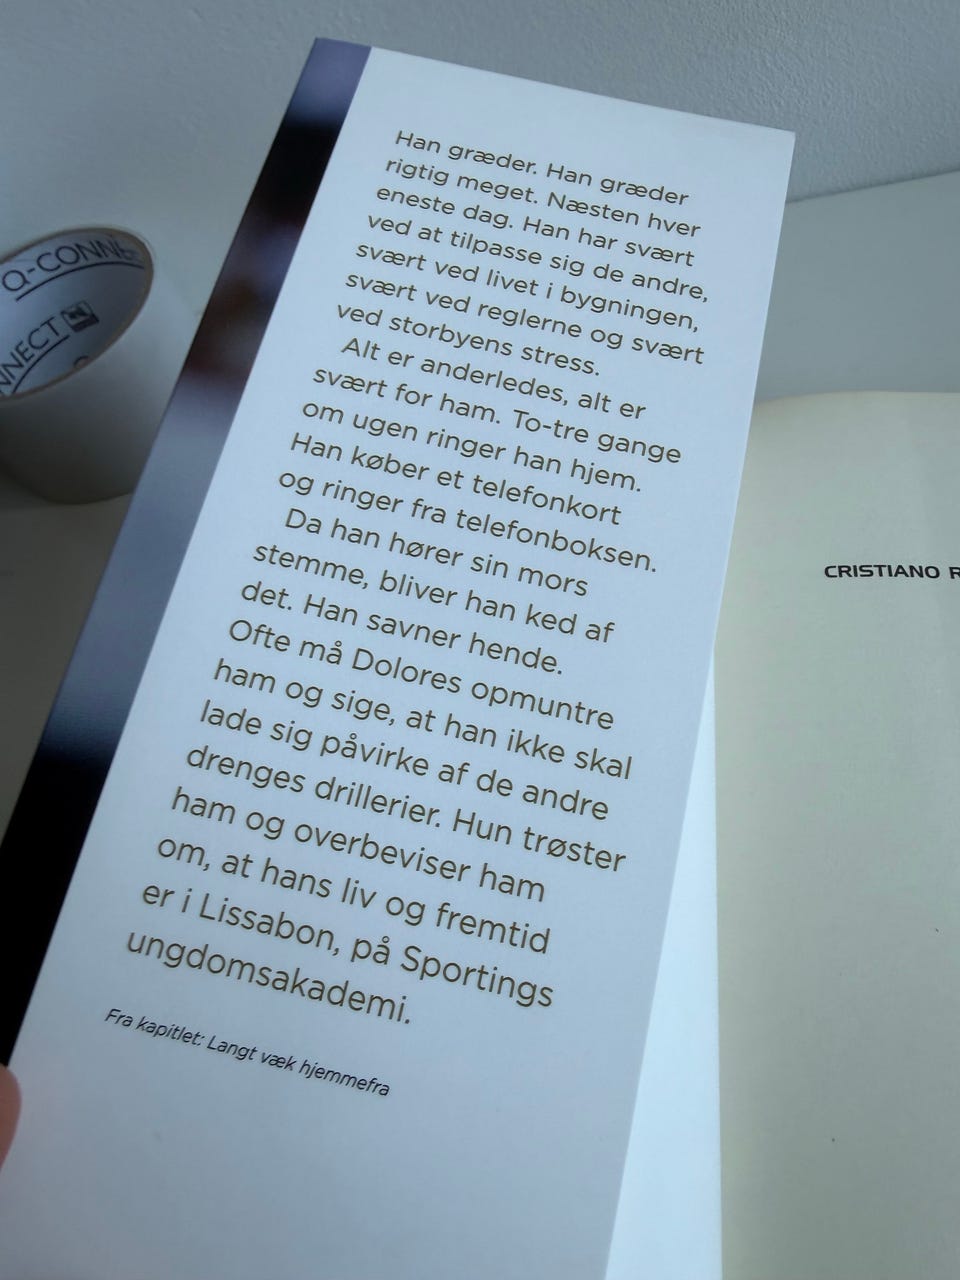 Han græder. Han græder
rigtig meget. Næsten hver
eneste dag. Han har svært
ved at tilpasse sig de andre,
svært ved livet i bygningen,
svært ved reglerne og svært
ved storbyens stress.
Alt er anderledes, alt er
svært for ham. To-tre gange
om ugen ringer han hjem.
Han køber et telefonkort
og ringer fra telefonboksen.
Da han hører sin mors
stemme, bliver han ked af
det. Han savner hende.
Ofte må Dolores opmuntre
ham og sige, at han ikke skal
lade sig påvirke af de andre
drenges drillerier. Hun trøster
ham og overbeviser ham
om, at hans liv og fremtid
er i Lissabon, på Sportings
ungdomsakademi.
Fra kapitlet: Langt væk hjemmefra
Q-CONNE
NNECT
CRISTIANO R